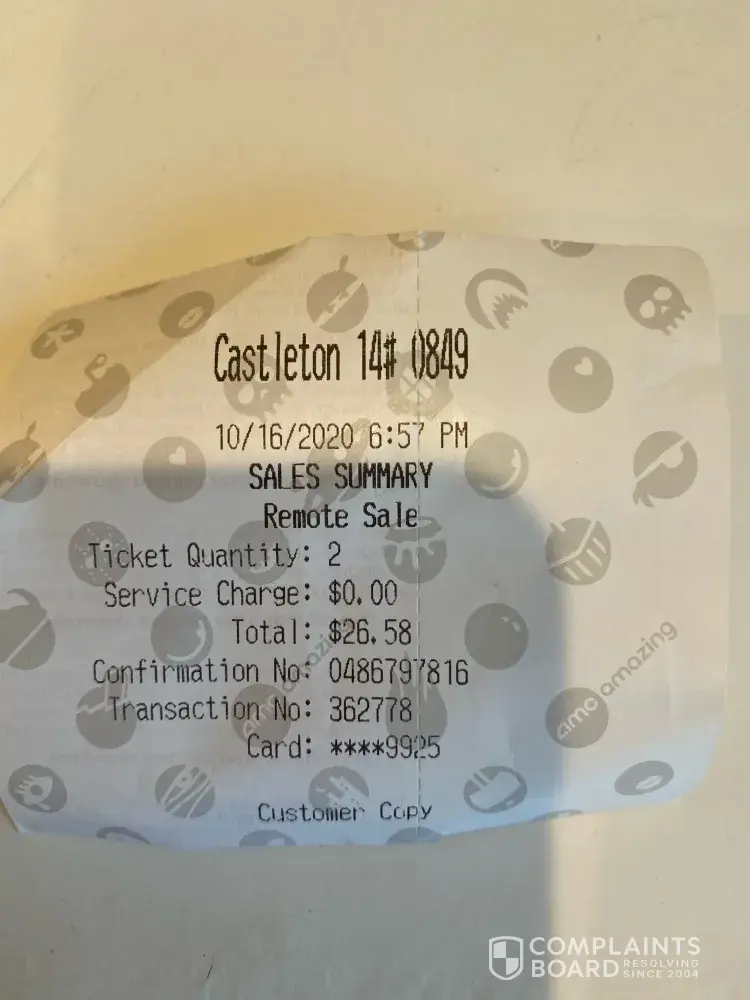 Castleton 14# 0849
10/16/2020 6:57 PM
SALES SUMMARY
Remote Sale
Ticket Quantity: 2
Service Charge: $0.00
Total: $26.58
Confirmation No: 0486797816
Transaction No: 362778
Card: ****9925
Customer Copy
amc amazing
amc amazing
COMPLAINTS
BOARD RESOLVING
SINCE 2004